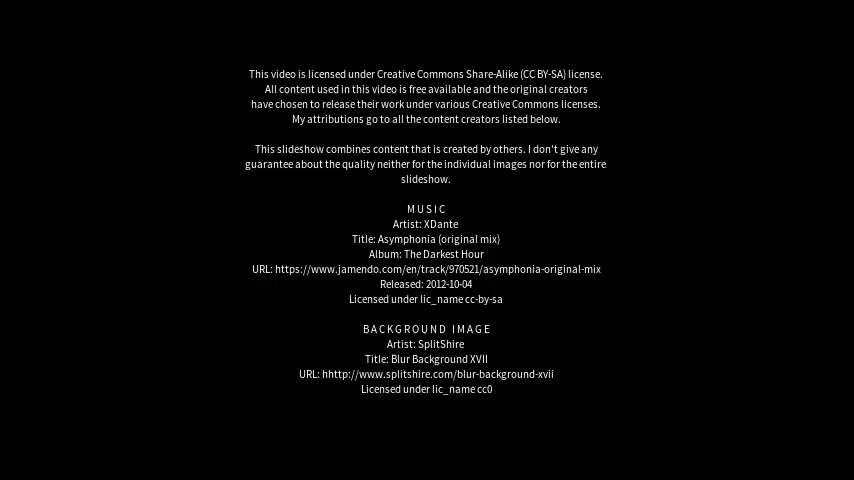 This video is licensed under Creative Commons Share-Alike (CC BY-SA) license.
All content used in this video is free available and the original creators
have chosen to release their work under various Creative Commons licenses.
My attributions go to all the content creators listed below.
This slideshow combines content that is created by others. I don't give any
guarantee about the quality neither for the individual images nor for the entire
slideshow.
MUSIC
Artist: XDante
Title: Asymphonia (original mix)
Album: The Darkest Hour
URL: https://www.jamendo.com/en/track/970521/asymphonia-original-mix
Released: 2012-10-04
Licensed under lic_name cc-by-sa
BACKGROUND IMAGE
Artist: SplitShire
Title: Blur Background XVII
URL: hhttp://www.splitshire.com/blur-background-xvii
Licensed under lic_name cc0